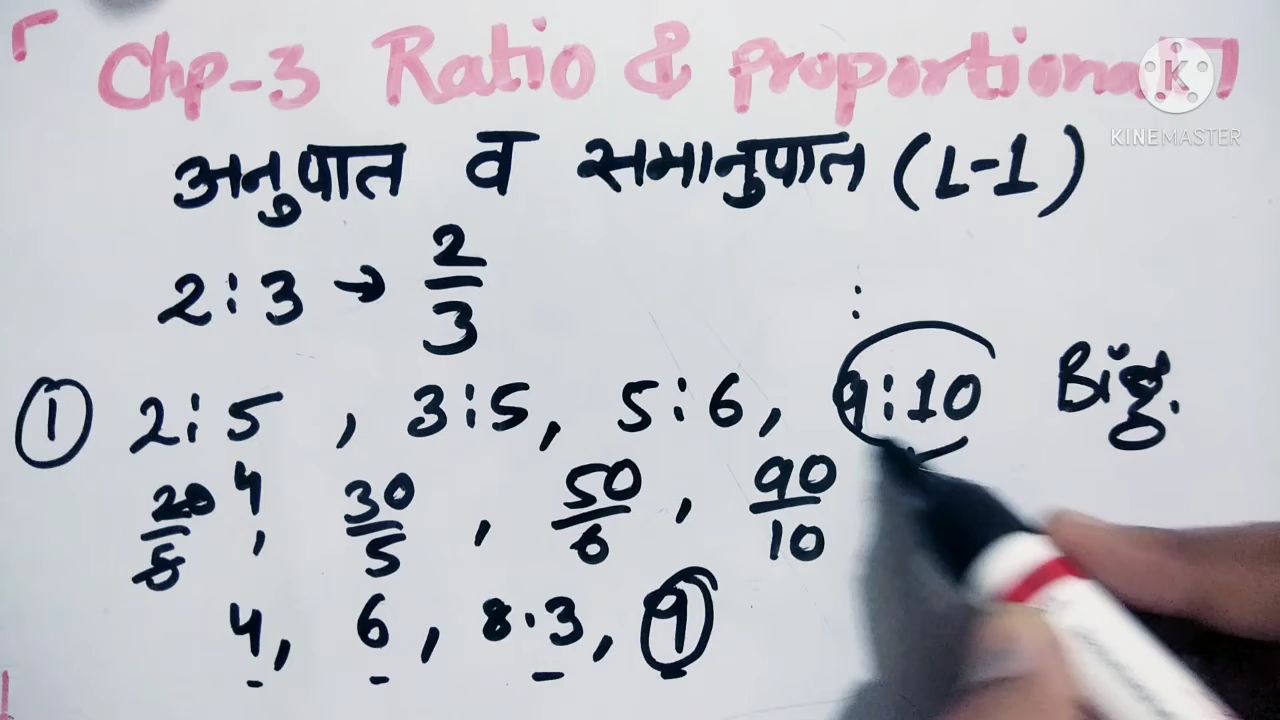 Chp-3 Ratio & proportional
K
KINEMASTER
अनुपात व समानुपात (L-1)
2:3 → 2/3
① 2:5, 3:5, 5:6, 9:10 Big.
20/5 4, 30/5, 50/6, 90/10
4, 6, 8.3, 9